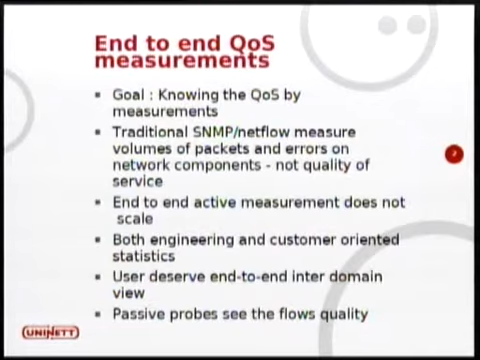 End to end QoS
measurements
Goal : Knowing the QoS by
measurements
Traditional SNMP/netflow measure
volumes of packets and errors on
network components - not quality of
service
End to end active measurement does not
scale
Both engineering and customer oriented
statistics
User deserve end-to-end inter domain
view
Passive probes see the flows quality
UNINETT